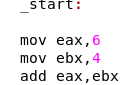 _start:
mov eax,6
mov ebx,4
add eax,ebx